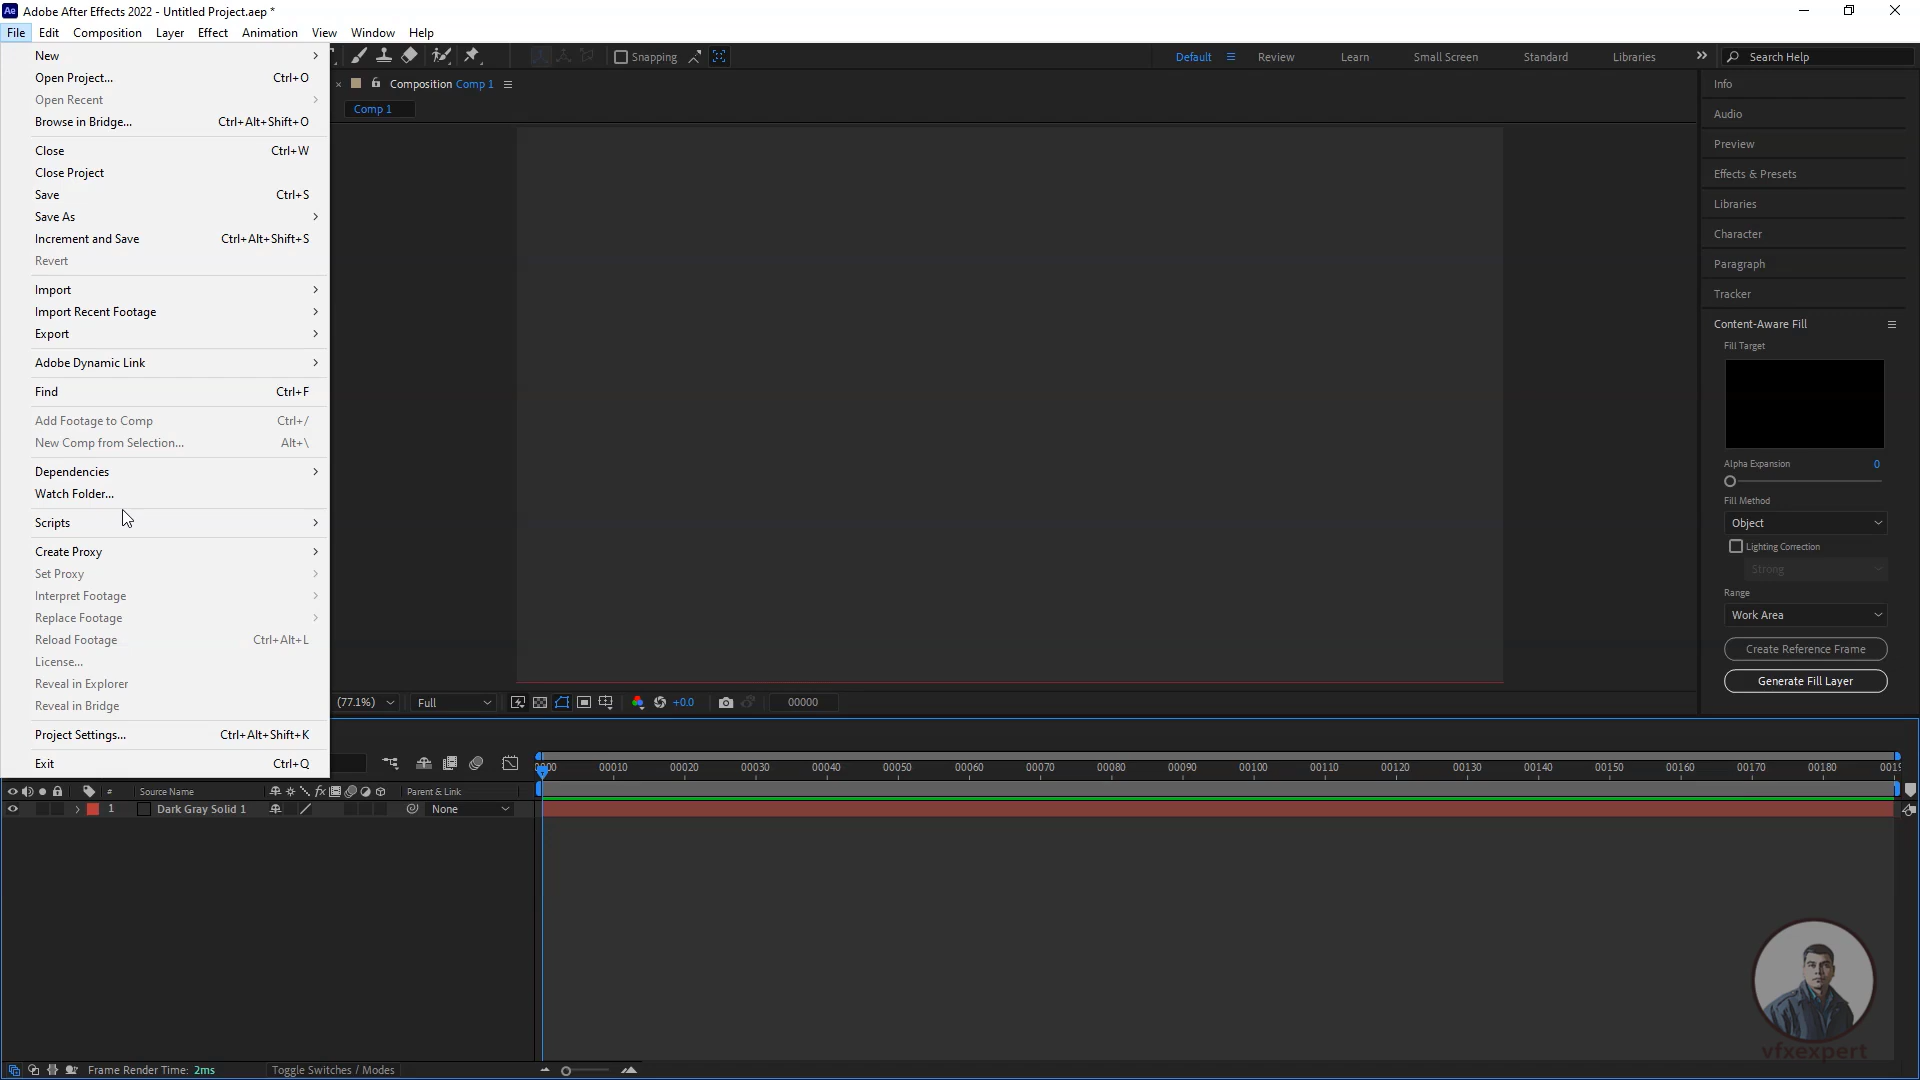 Ae Adobe After Effects 2022 - Untitled Project.aep *
File Edit Composition Layer Effect Animation View Window Help
Snapping Default Review Learn Small Screen Standard Libraries Search Help
New
Open Project... Ctrl+O
Open Recent
Browse in Bridge... Ctrl+Alt+Shift+O
Close Ctrl+W
Close Project
Save Ctrl+S
Save As
Increment and Save Ctrl+Alt+Shift+S
Revert
Import
Import Recent Footage
Export
Adobe Dynamic Link
Find Ctrl+F
Add Footage to Comp Ctrl+/
New Comp from Selection... Alt+\
Dependencies
Watch Folder...
Scripts
Create Proxy
Set Proxy
Interpret Footage
Replace Footage
Reload Footage Ctrl+Alt+L
License...
Reveal in Explorer
Reveal in Bridge
Project Settings... Ctrl+Alt+Shift+K
Exit Ctrl+Q
Composition Comp 1
Comp 1
Info
Audio
Preview
Effects & Presets
Libraries
Character
Paragraph
Tracker
Content-Aware Fill
Fill Target
Alpha Expansion 0
Fill Method
Object
Lighting Correction
Strong
Range
Work Area
Create Reference Frame
Generate Fill Layer
(77.1%) Full +0.0 00000
00010 00020 00030 00040 00050 00060 00070 00080 00090 00100 00110 00120 00130 00140 00150 00160 00170 00180
# Source Name fx Parent & Link
1 Dark Gray Solid 1 None
vfxexpert
Frame Render Time: 2ms Toggle Switches / Modes